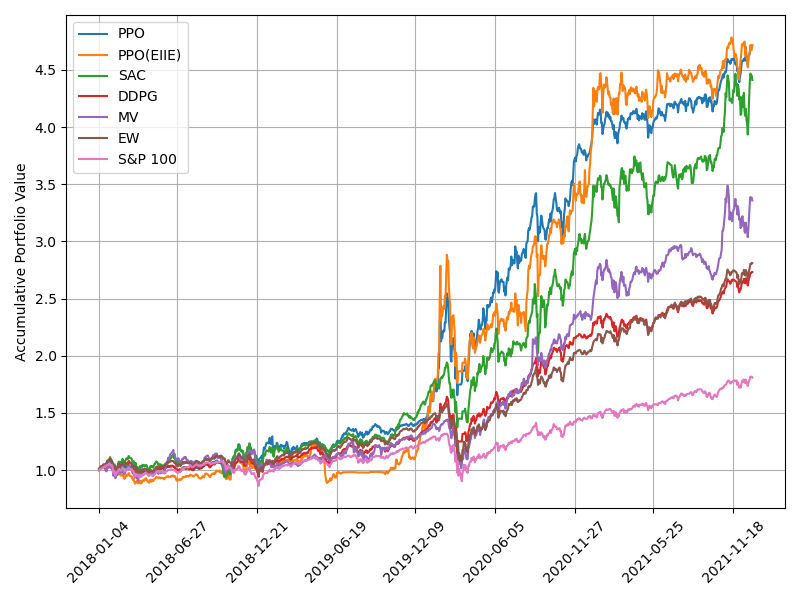 PPO
PPO(EIIE)
SAC
DDPG
MV
EW
S&P 100
Accumulative Portfolio Value
4.5
4.0
3.5
3.0
2.5
2.0
1.5
1.0
2018-01-04
2018-06-27
2018-12-21
2019-06-19
2019-12-09
2020-06-05
2020-11-27
2021-05-25
2021-11-18